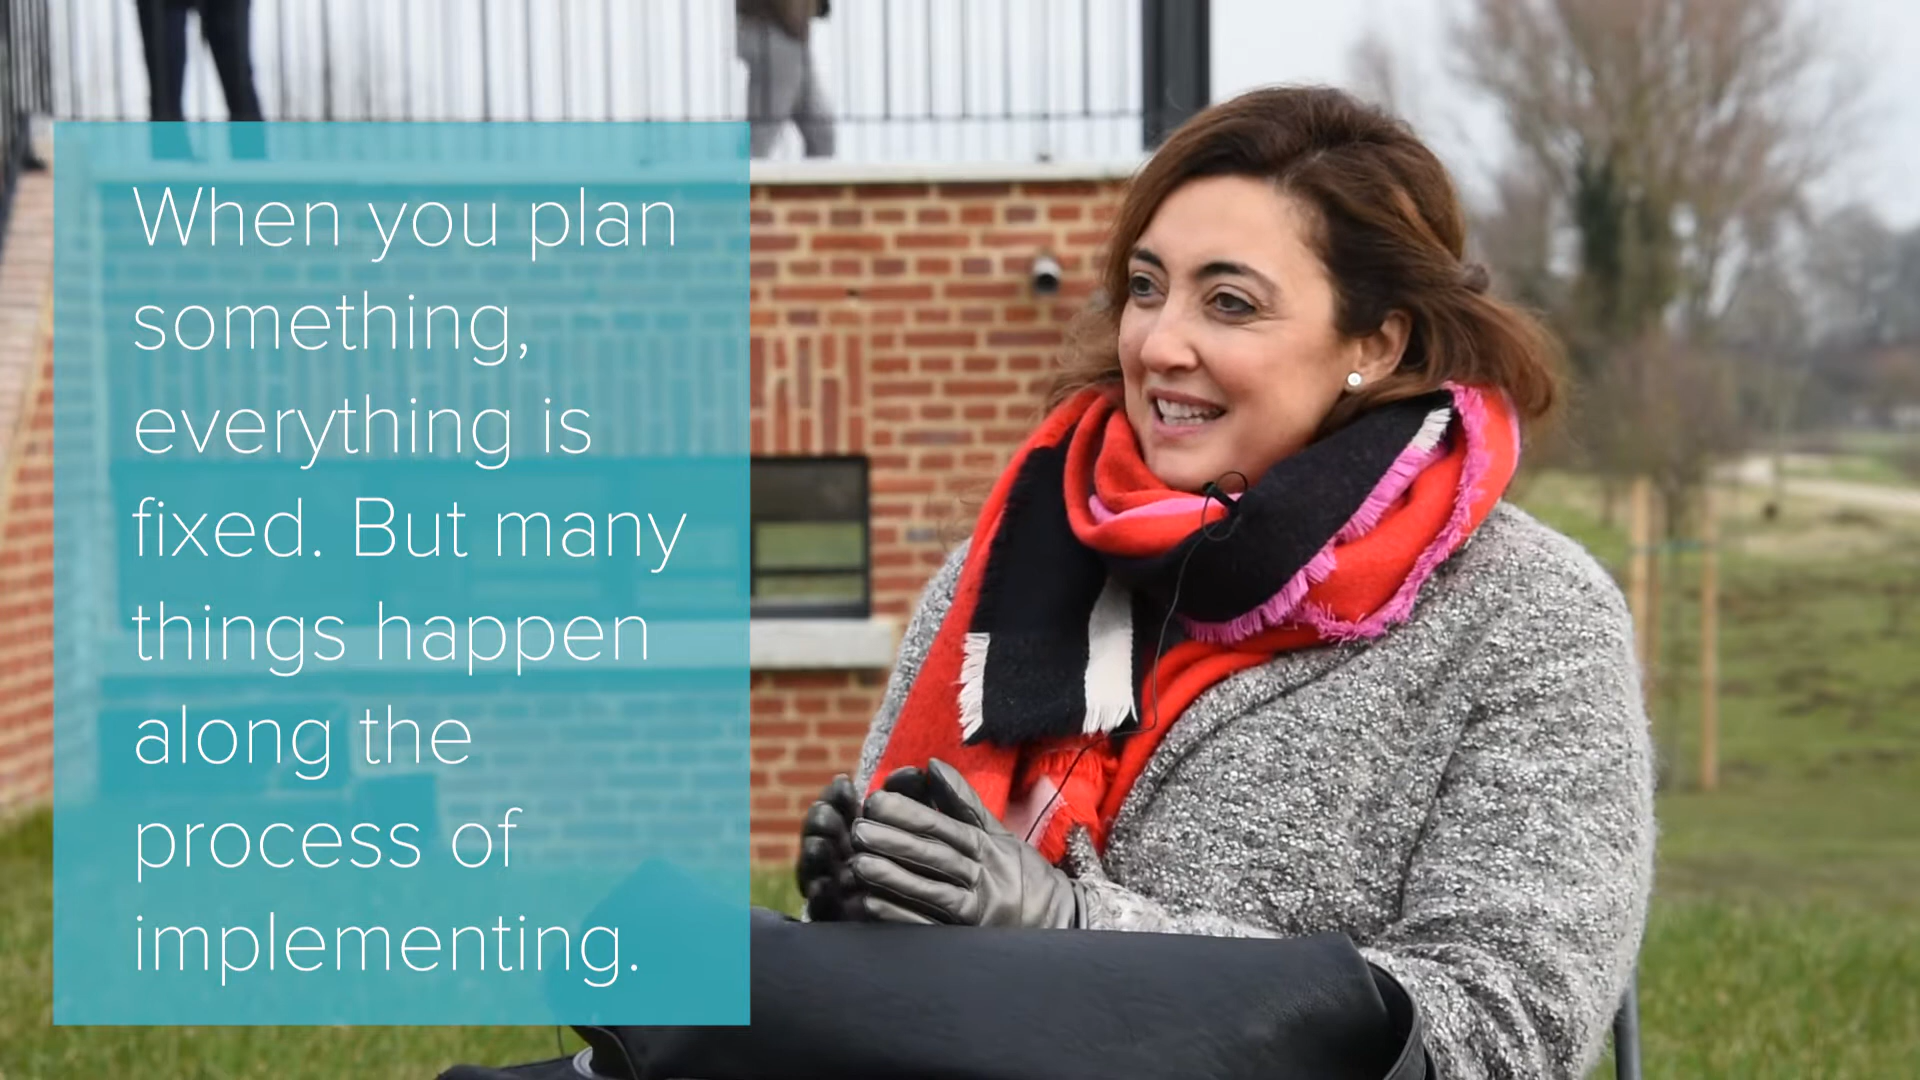 When you plan
something,
everything is
fixed. But many
things happen
along the
process of
implementing.